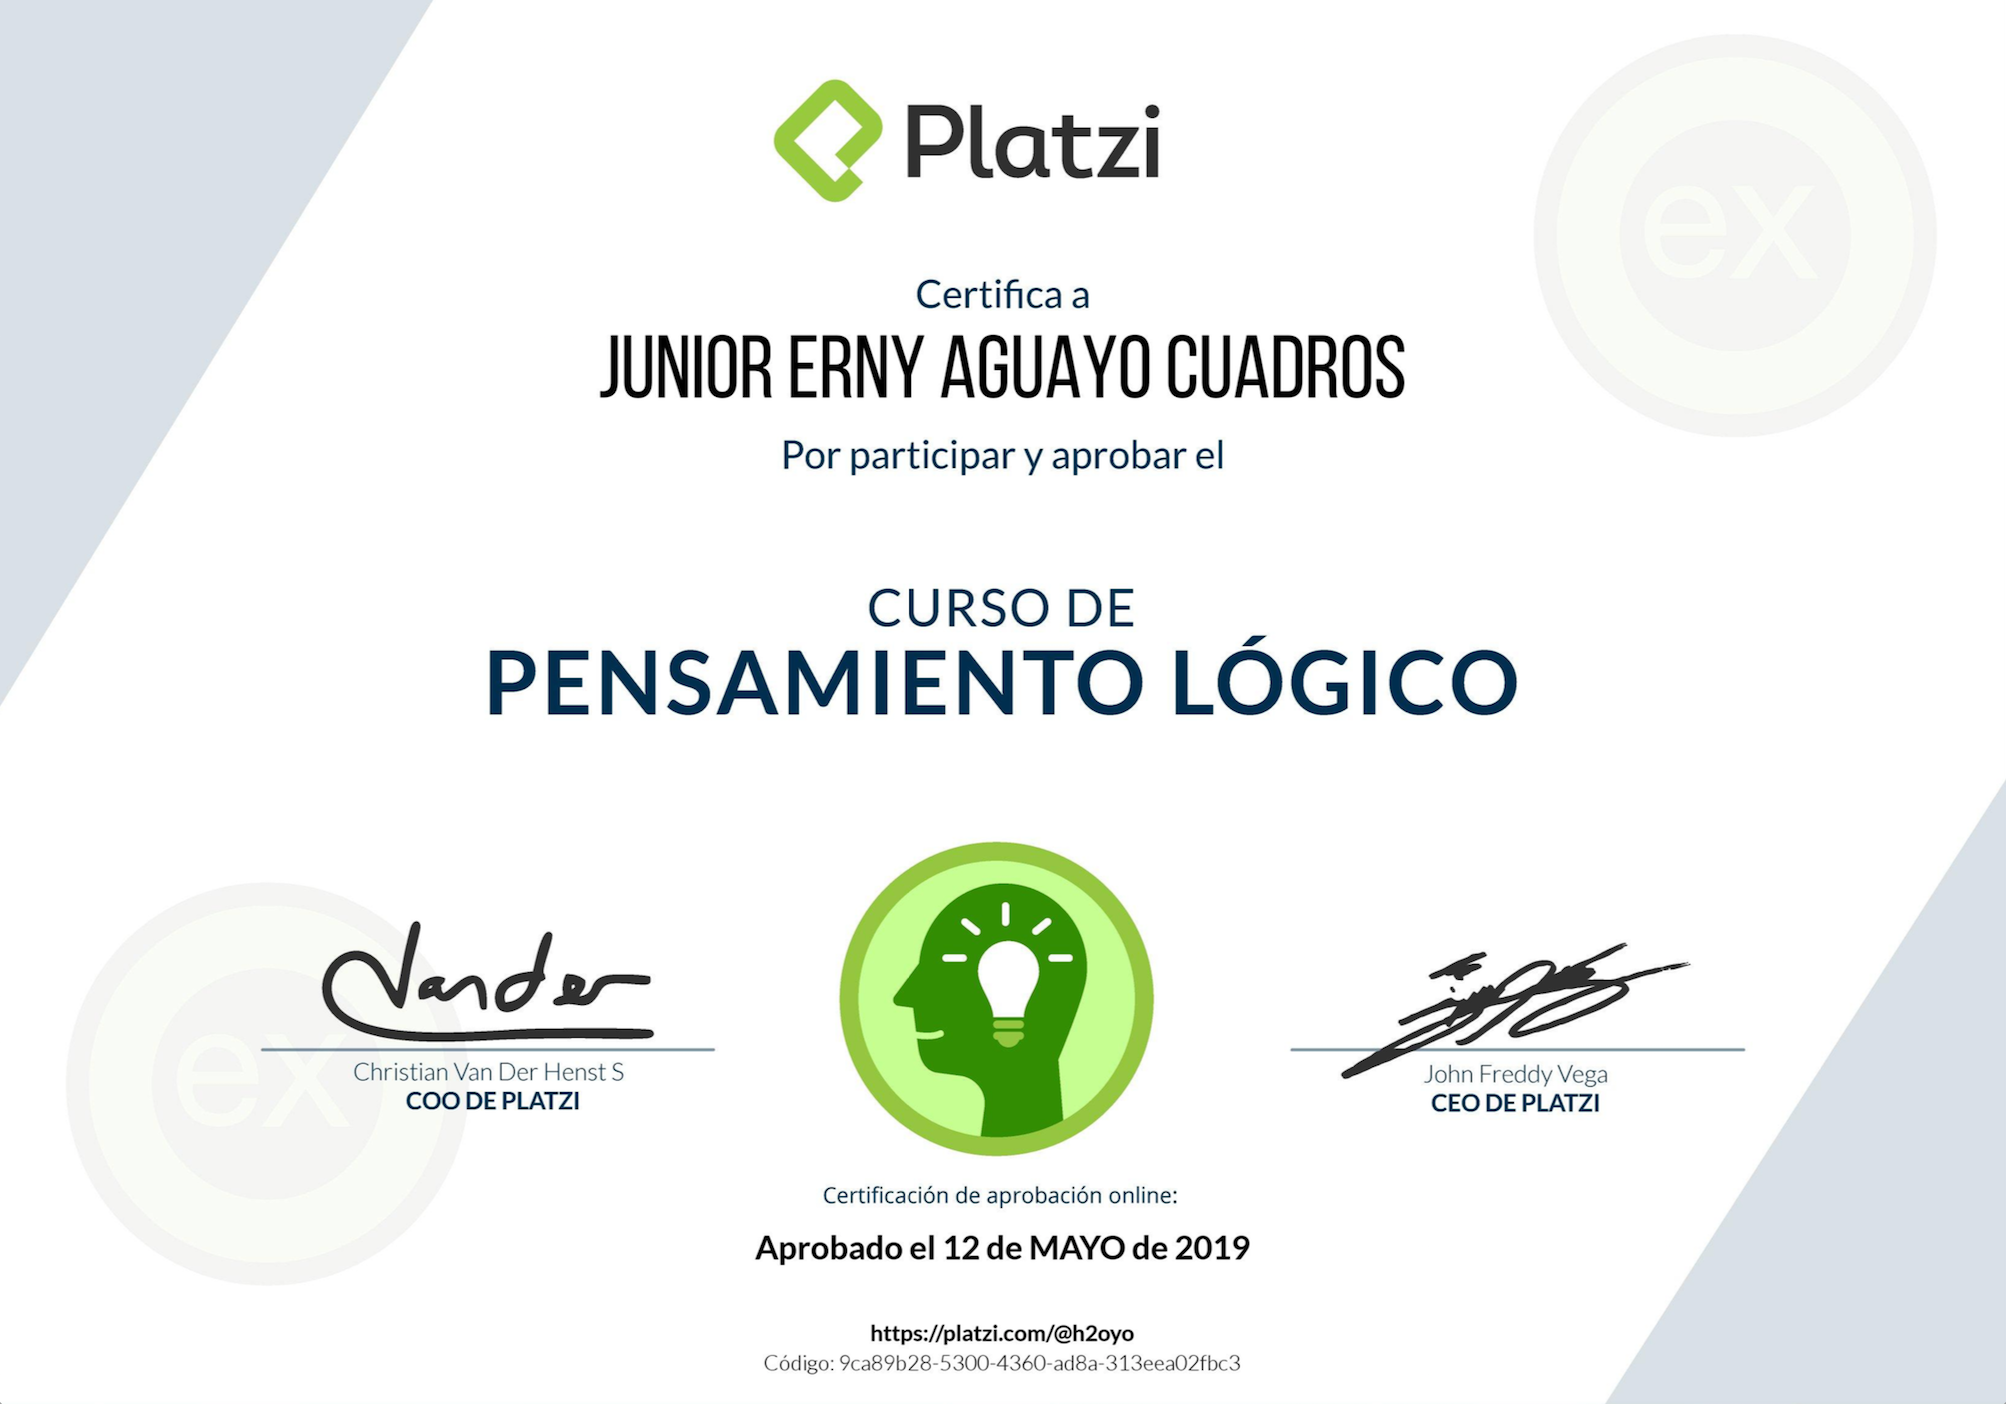 Platzi
ex
Certifica a
JUNIOR ERNY AGUAYO CUADROS
Por participar y aprobar el
CURSO DE
PENSAMIENTO LÓGICO
Vander
ex
Christian Van Der Henst S
COO DE PLATZI
John Freddy Vega
CEO DE PLATZI
Certificación de aprobación online:
Aprobado el 12 de MAYO de 2019
https://platzi.com/@h2oyo
Código: 9ca89b28-5300-4360-ad8a-313eea02fbc3